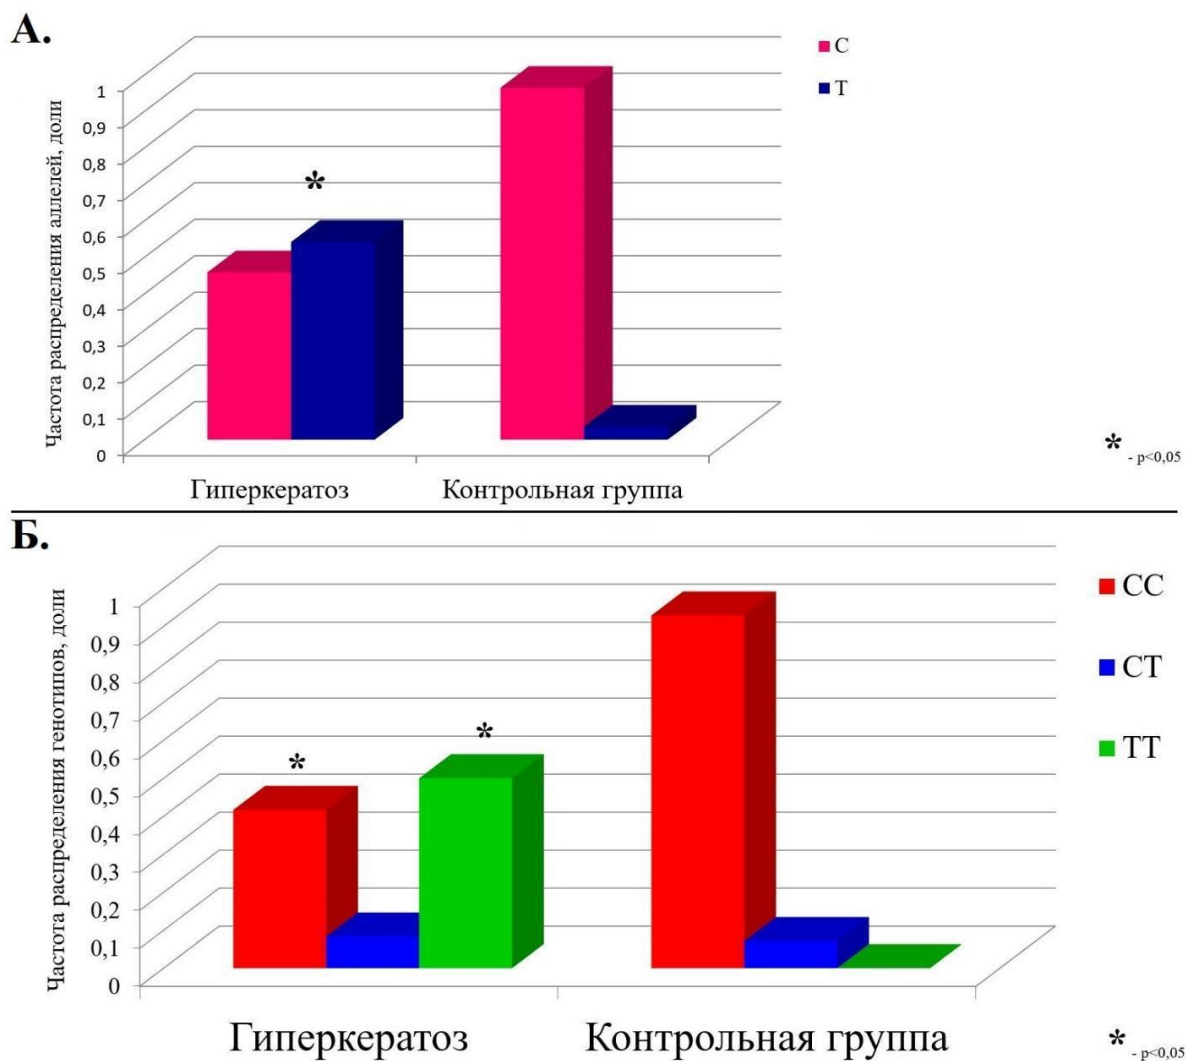 А.
Частота распределения аллелей, доли
1
0,9
0,8
0,7
0,6
0,5
0,4
0,3
0,2
0,1
0
*
Гиперкератоз
Контрольная группа
C
T
* - p<0,05
Б.
Частота распределения генотипов, доли
1
0,9
0,8
0,7
0,6
0,5
0,4
0,3
0,2
0,1
0
*
*
Гиперкератоз
Контрольная группа
CC
CT
TT
* - p<0,05